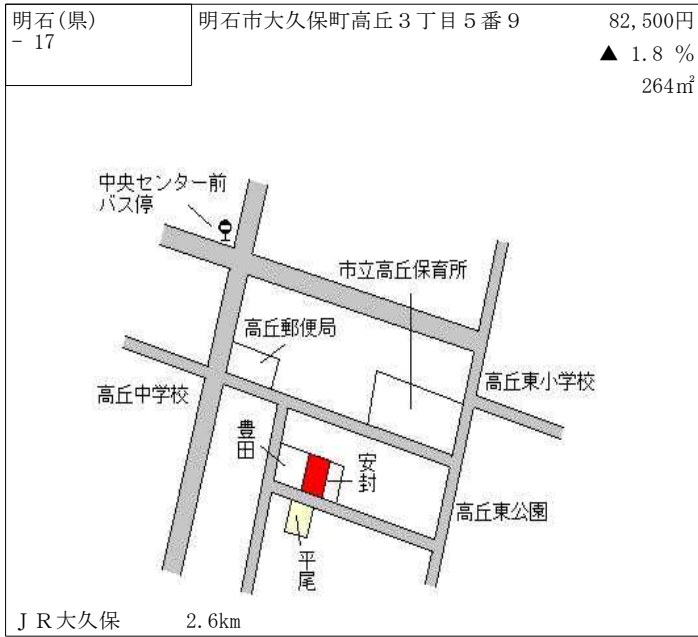 明石(県)
- 17
明石市大久保町高丘３丁目５番９
82,500円
▲ 1.8 %
264㎡
中央センター前
バス停
市立高丘保育所
高丘郵便局
高丘東小学校
高丘中学校
豊田
安封
高丘東公園
平尾
ＪＲ大久保
2.6km